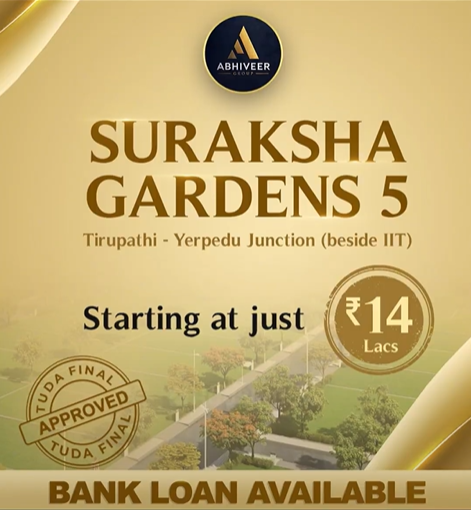 ABHIVEER
GROUP
SURAKSHA
GARDENS 5
Tirupathi - Yerpedu Junction (beside IIT)
Starting at just
₹14
Lacs
TUDA FINAL
APPROVED
TUDA FINAL
BANK LOAN AVAILABLE